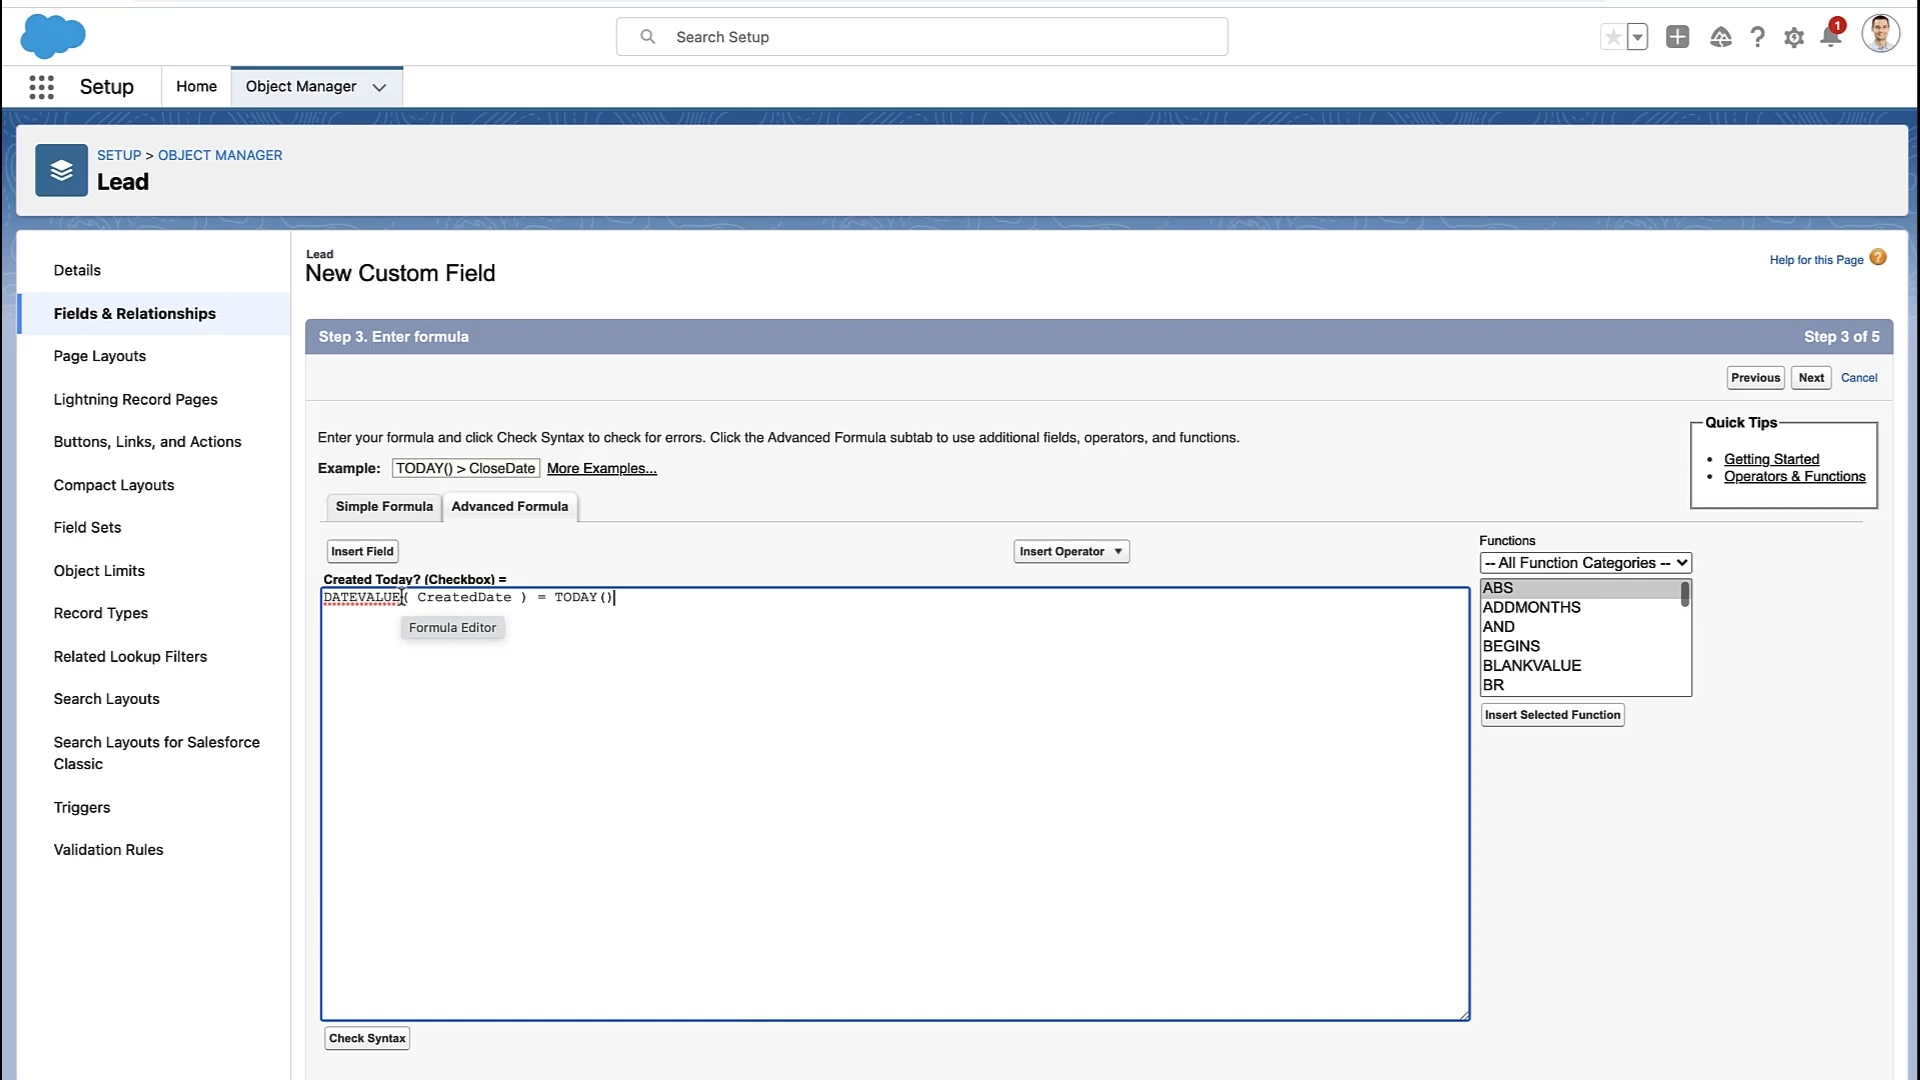 Search Setup
1
Setup
Home
Object Manager
SETUP > OBJECT MANAGER
Lead
Details
Fields & Relationships
Page Layouts
Lightning Record Pages
Buttons, Links, and Actions
Compact Layouts
Field Sets
Object Limits
Record Types
Related Lookup Filters
Search Layouts
Search Layouts for Salesforce
Classic
Triggers
Validation Rules
Lead
New Custom Field
Help for this Page ?
Step 3. Enter formula
Step 3 of 5
Previous
Next
Cancel
Enter your formula and click Check Syntax to check for errors. Click the Advanced Formula subtab to use additional fields, operators, and functions.
Example: TODAY() > CloseDate More Examples...
Quick Tips
• Getting Started
• Operators & Functions
Simple Formula
Advanced Formula
Insert Field
Insert Operator
Created Today? (Checkbox) =
DATEVALUE( CreatedDate ) = TODAY()
Formula Editor
Functions
-- All Function Categories --
ABS
ADDMONTHS
AND
BEGINS
BLANKVALUE
BR
Insert Selected Function
Check Syntax